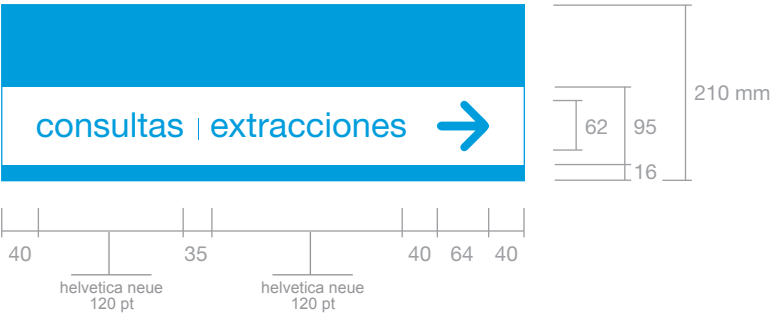 consultas | extracciones
210 mm
62
95
16
40
35
40
64
40
helvetica neue
120 pt
helvetica neue
120 pt